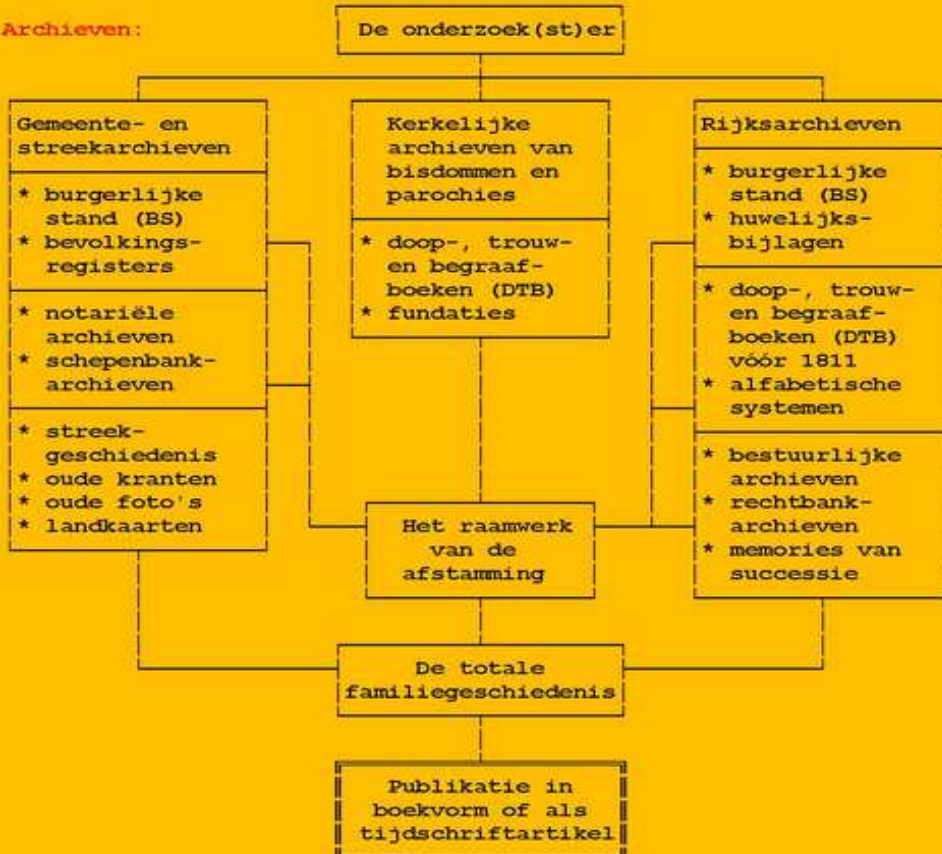 Archieven:
De onderzoek(st)er
Gemeente- en
streekarchieven
* burgerlijke
stand (BS)
* bevolkings-
registers
* notariële
archieven
* schepenbank-
archieven
* streek-
geschiedenis
* oude kranten
* oude foto's
* landkaarten
Kerkelijke
archieven van
bisdommen en
parochies
* doop-, trouw-
en begraaf-
boeken (DTB)
* fundaties
Rijksarchieven
* burgerlijke
stand (BS)
* huwelijks-
bijlagen
* doop-, trouw-
en begraaf-
boeken (DTB)
vóór 1811
* alfabetische
systemen
* bestuurlijke
archieven
* rechtbank-
archieven
* memories van
successie
Het raamwerk
van de
afstamming
De totale
familiegeschiedenis
Publikatie in
boekvorm of als
tijdschriftartikel